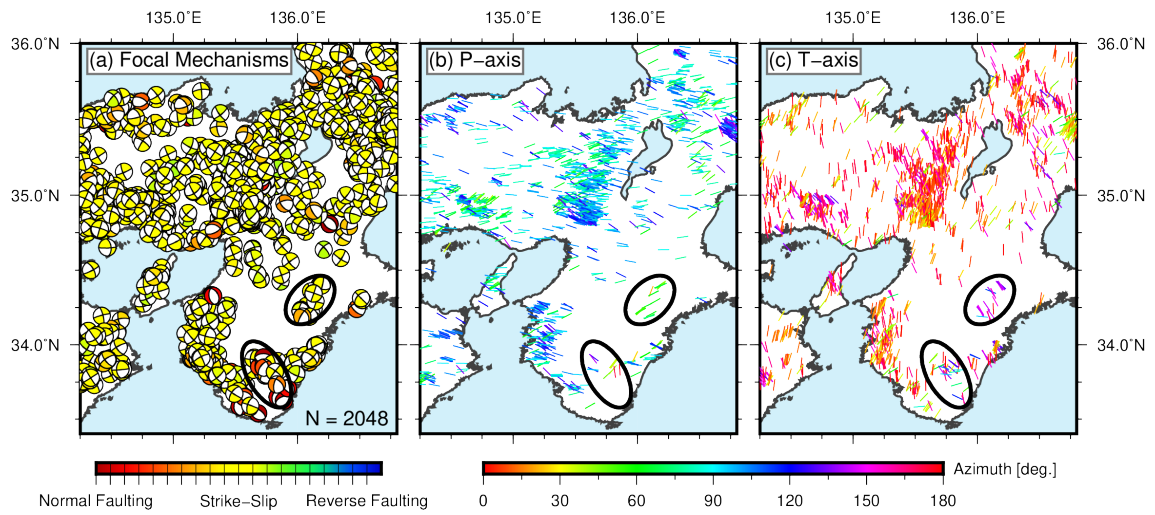 135.0°E 136.0°E 135.0°E 136.0°E 135.0°E 136.0°E
36.0°N (a) Focal Mechanisms (b) P−axis (c) T−axis 36.0°N
35.0°N 35.0°N
34.0°N 34.0°N
N = 2048
Azimuth [deg.]
Normal Faulting Strike−Slip Reverse Faulting 0 30 60 90 120 150 180